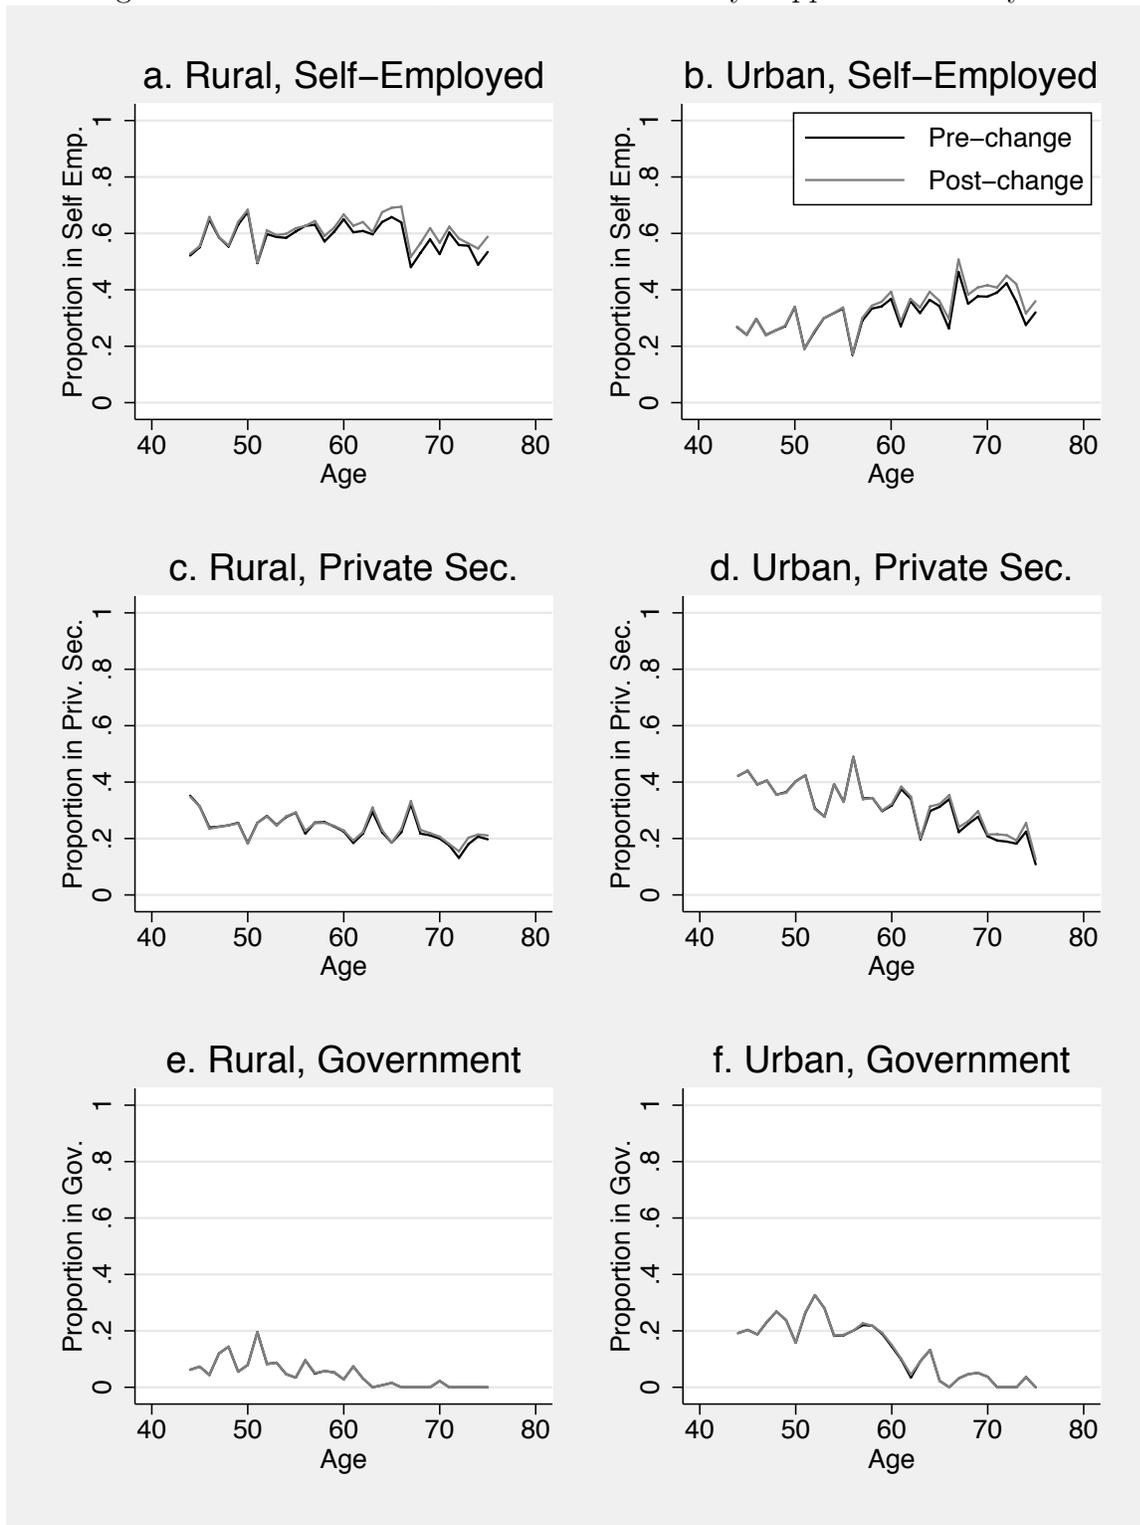 a. Rural, Self−Employed
Proportion in Self Emp.
0 .2 .4 .6 .8 1
40 50 60 70 80
Age
b. Urban, Self−Employed
Proportion in Self Emp.
0 .2 .4 .6 .8 1
40 50 60 70 80
Age
Pre−change
Post−change
c. Rural, Private Sec.
Proportion in Priv. Sec.
0 .2 .4 .6 .8 1
40 50 60 70 80
Age
d. Urban, Private Sec.
Proportion in Priv. Sec.
0 .2 .4 .6 .8 1
40 50 60 70 80
Age
e. Rural, Government
Proportion in Gov.
0 .2 .4 .6 .8 1
40 50 60 70 80
Age
f. Urban, Government
Proportion in Gov.
0 .2 .4 .6 .8 1
40 50 60 70 80
Age